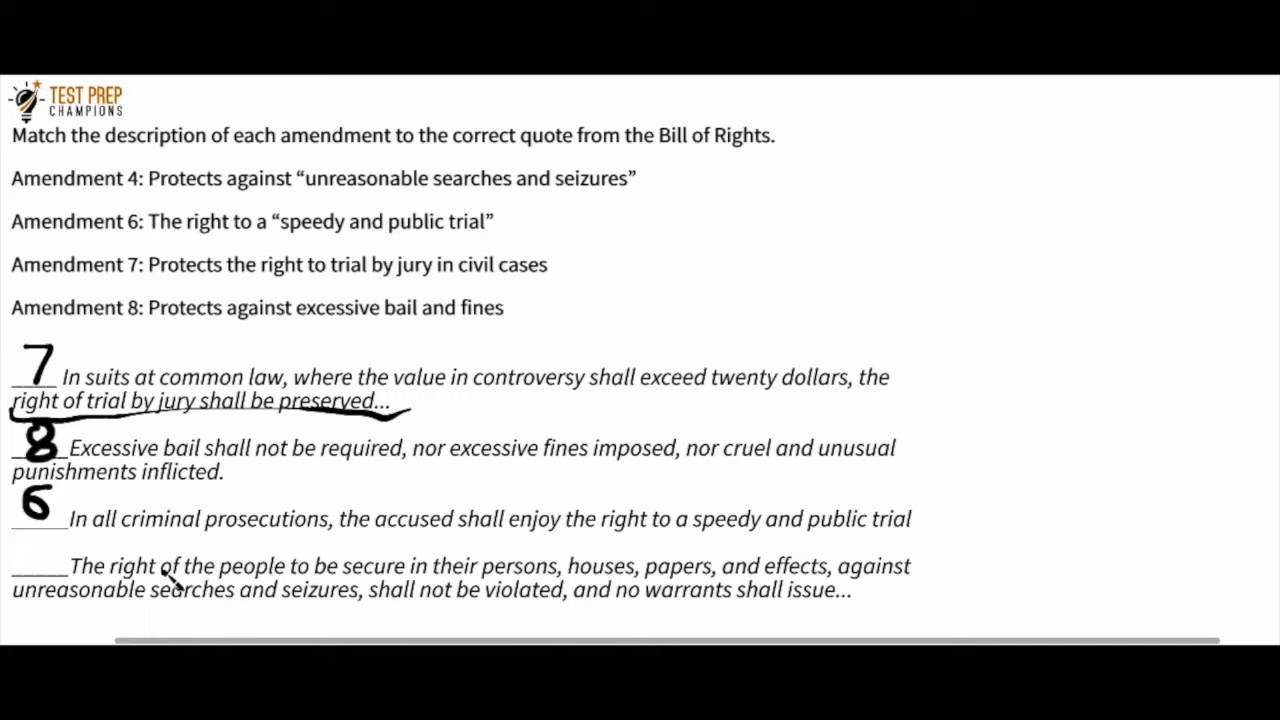 TEST PREP
CHAMPIONS
Match the description of each amendment to the correct quote from the Bill of Rights.
Amendment 4: Protects against “unreasonable searches and seizures”
Amendment 6: The right to a “speedy and public trial”
Amendment 7: Protects the right to trial by jury in civil cases
Amendment 8: Protects against excessive bail and fines
7 In suits at common law, where the value in controversy shall exceed twenty dollars, the
right of trial by jury shall be preserved...
8 Excessive bail shall not be required, nor excessive fines imposed, nor cruel and unusual
punishments inflicted.
6 In all criminal prosecutions, the accused shall enjoy the right to a speedy and public trial
_____The right of the people to be secure in their persons, houses, papers, and effects, against
unreasonable searches and seizures, shall not be violated, and no warrants shall issue...